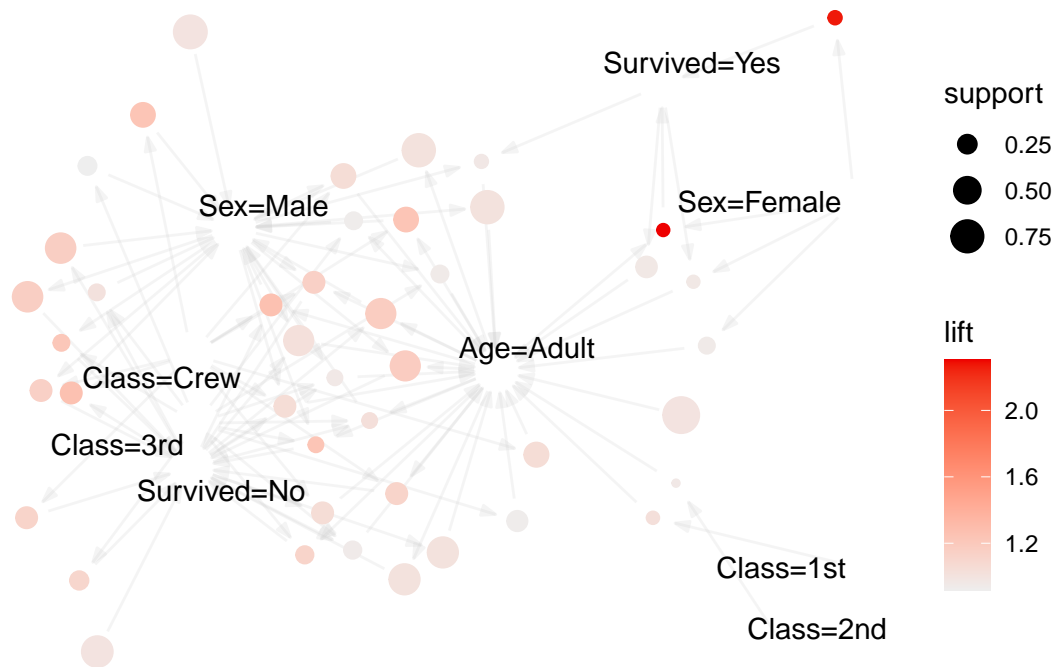 Survived=Yes
Sex=Male
Sex=Female
Age=Adult
Class=Crew
Class=3rd
Survived=No
Class=1st
Class=2nd
support
0.25
0.50
0.75
lift
2.0
1.6
1.2